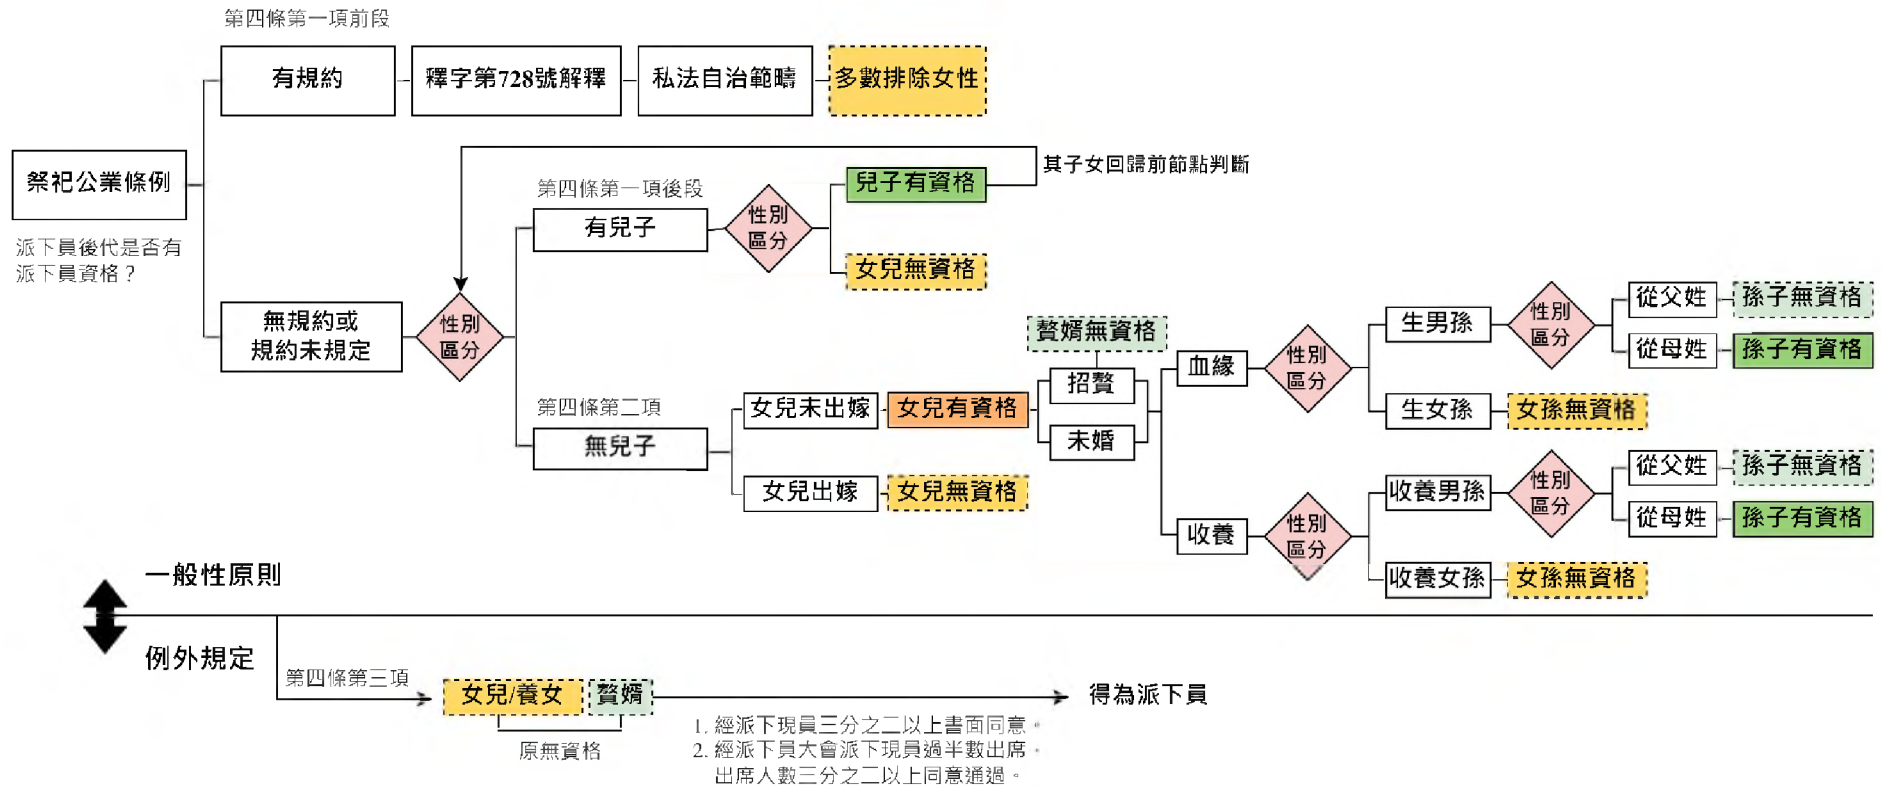 第四條第一項前段
有規約
釋字第728號解釋
私法自治範疇
多數排除女性
祭祀公業條例
派下員後代是否有
派下員資格？
無規約或
規約未規定
性別
區分
第四條第一項後段
有兒子
性別
區分
兒子有資格
其子女回歸前節點判斷
女兒無資格
第四條第二項
無兒子
女兒未出嫁
女兒有資格
女兒出嫁
女兒無資格
贅婿無資格
招贅
未婚
血緣
性別
區分
生男孫
性別
區分
從父姓
孫子無資格
從母姓
孫子有資格
生女孫
女孫無資格
收養
性別
區分
收養男孫
性別
區分
從父姓
孫子無資格
從母姓
孫子有資格
收養女孫
女孫無資格
一般性原則
例外規定
第四條第三項
女兒/養女
贅婿
原無資格
得為派下員
1. 經派下現員三分之二以上書面同意。
2. 經派下員大會派下現員過半數出席，
出席人數三分之二以上同意通過。